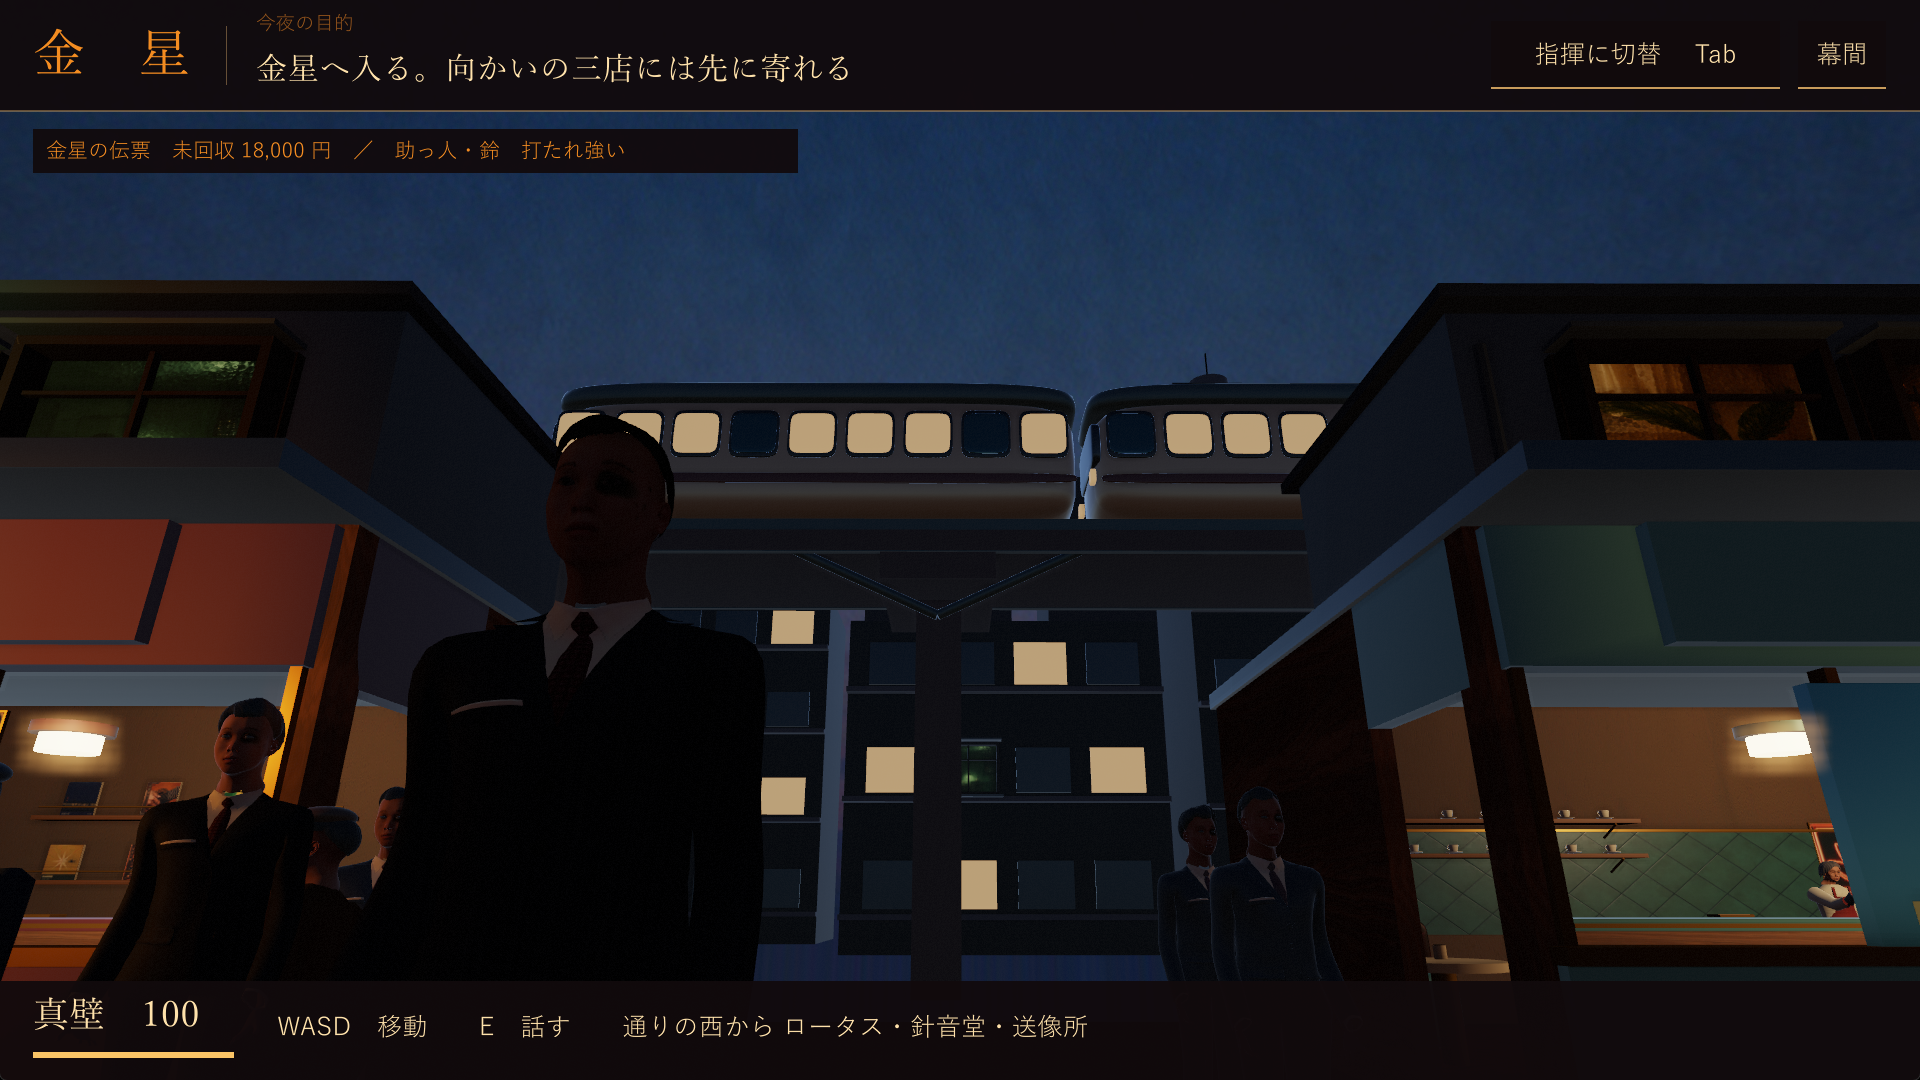 金星
今夜の目的
金星へ入る。向かいの三店には先に寄れる
指揮に切替 Tab
幕間
金星の伝票 未回収 18,000 円 ／ 助っ人・鈴 打たれ強い
真壁 100
WASD 移動 E 話す 通りの西から ロータス・針音堂・送像所